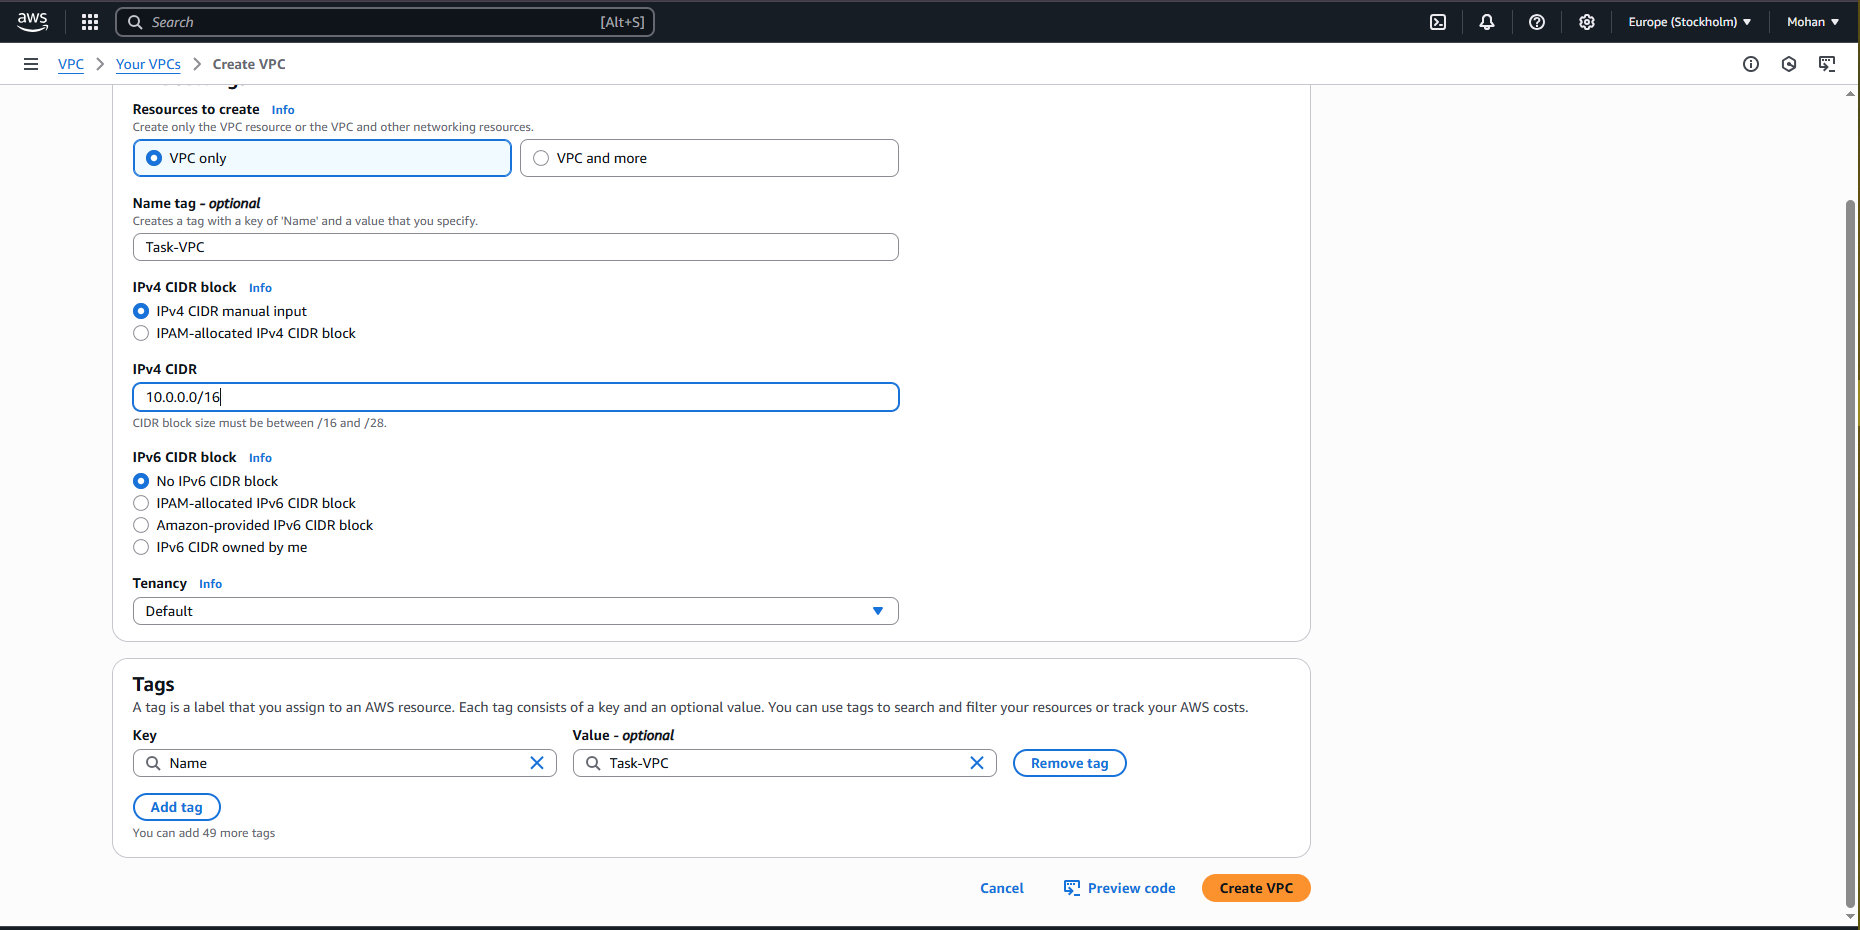 aws Search [Alt+S] Europe (Stockholm) Mohan
VPC Your VPCs Create VPC
Resources to create Info
Create only the VPC resource or the VPC and other networking resources.
VPC only VPC and more
Name tag - optional
Creates a tag with a key of 'Name' and a value that you specify.
Task-VPC
IPv4 CIDR block Info
IPv4 CIDR manual input
IPAM-allocated IPv4 CIDR block
IPv4 CIDR
10.0.0.0/16
CIDR block size must be between /16 and /28.
IPv6 CIDR block Info
No IPv6 CIDR block
IPAM-allocated IPv6 CIDR block
Amazon-provided IPv6 CIDR block
IPv6 CIDR owned by me
Tenancy Info
Default
Tags
A tag is a label that you assign to an AWS resource. Each tag consists of a key and an optional value. You can use tags to search and filter your resources or track your AWS costs.
Key Value - optional
Name Task-VPC Remove tag
Add tag
You can add 49 more tags
Cancel Preview code Create VPC